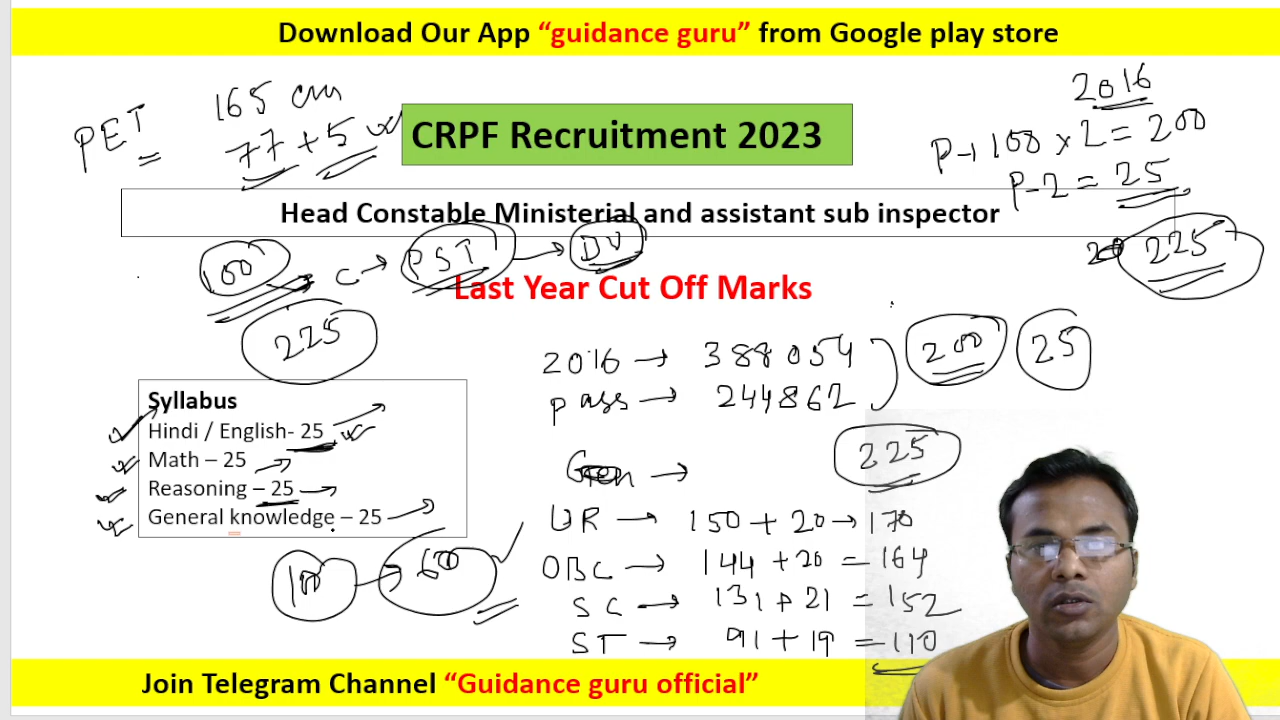 Download Our App “guidance guru” from Google play store
PET 165 cm
77 + 5
CRPF Recruitment 2023
2016
P-1 100 x 2 = 200
P-2 = 25
225
Head Constable Ministerial and assistant sub inspector
100 C → PST → DV
225
Last Year Cut Off Marks
2016 → 388054
pass → 244862
200
25
225
Syllabus
Hindi / English- 25
Math – 25
Reasoning – 25
General knowledge – 25
100 → 60
Gen →
UR → 150 + 20 → 170
OBC → 144 + 20 = 164
SC → 131 + 21 = 152
ST → 91 + 19 = 110
Join Telegram Channel “Guidance guru official”